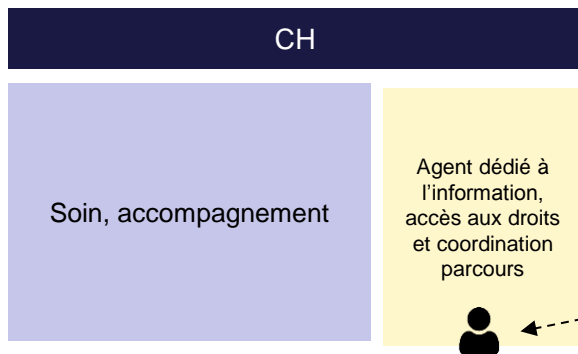 CH
Soin, accompagnement
Agent dédié à
l’information,
accès aux droits
et coordination
parcours